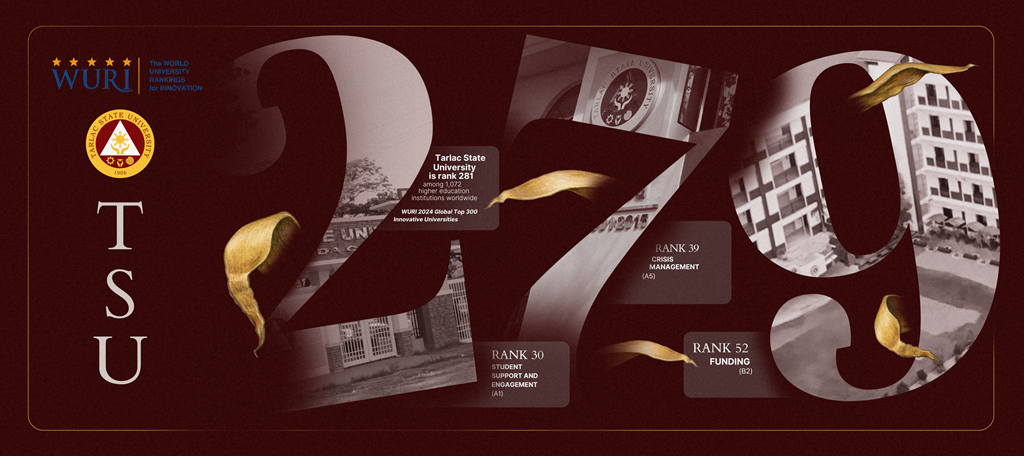 WURI
The WORLD
UNIVERSITY
RANKINGS
for INNOVATION
TARLAC STATE UNIVERSITY
1906
TSU
279
Tarlac State
University
is rank 281
among 1,072
higher education
institutions worldwide
WURI 2024 Global Top 300
Innovative Universities
RANK 39
CRISIS
MANAGEMENT
(A5)
RANK 30
STUDENT
SUPPORT AND
ENGAGEMENT
(A1)
RANK 52
FUNDING
(B2)